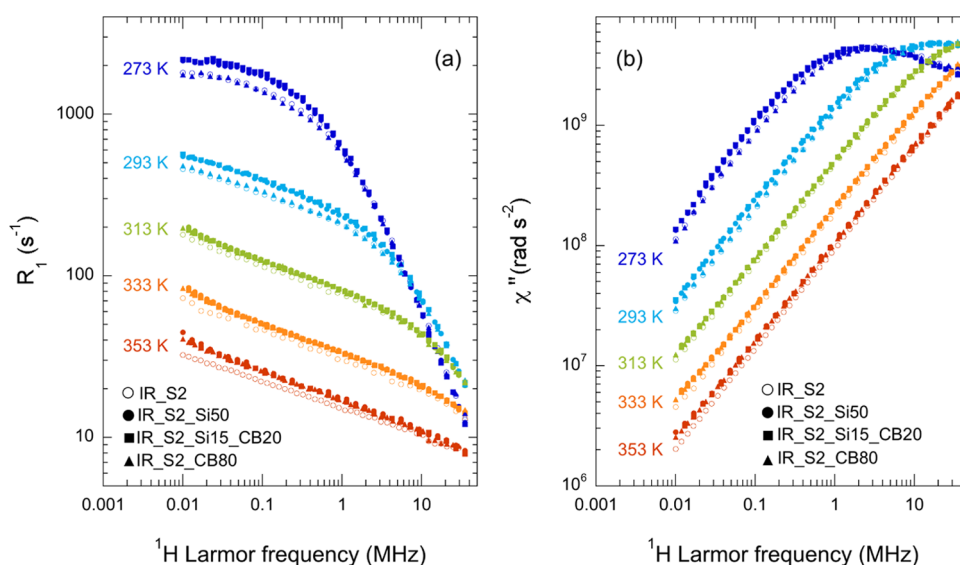 (a)
273 K
293 K
313 K
333 K
353 K
1000
100
10
R1 (s-1)
IR_S2
IR_S2_Si50
IR_S2_Si15_CB20
IR_S2_CB80
0.001 0.01 0.1 1 10 100
1H Larmor frequency (MHz)
(b)
10^9
10^8
10^7
10^6
χ "(rad s-2)
273 K
293 K
313 K
333 K
353 K
IR_S2
IR_S2_Si50
IR_S2_Si15_CB20
IR_S2_CB80
0.001 0.01 0.1 1 10 100
1H Larmor frequency (MHz)